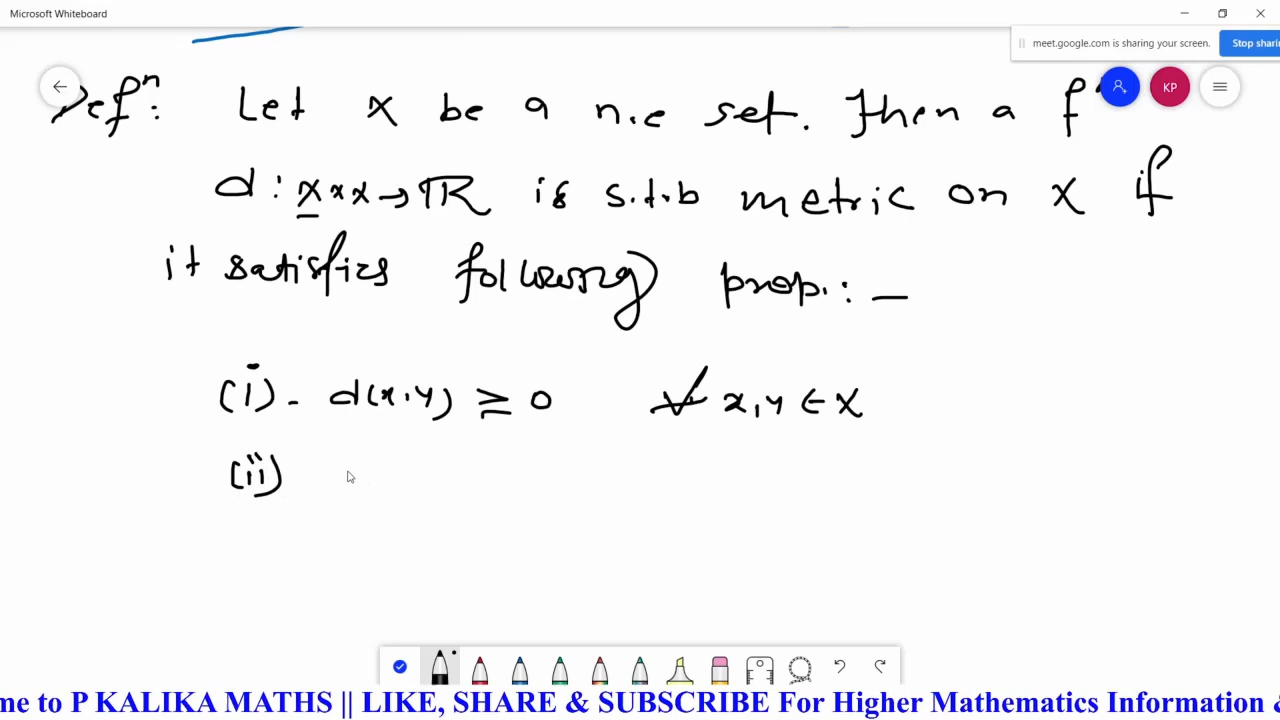 Microsoft Whiteboard
meet.google.com is sharing your screen.
Stop shari
KP
Defⁿ: Let X be a n.e set. Then a f
d : X×X → ℝ is s.t.b metric on X if
it satisfies following prop. : –
(i) - d(x,y) ≥ 0 ∀ x,y ∈ X
(ii)
me to P KALIKA MATHS || LIKE, SHARE & SUBSCRIBE For Higher Mathematics Information &